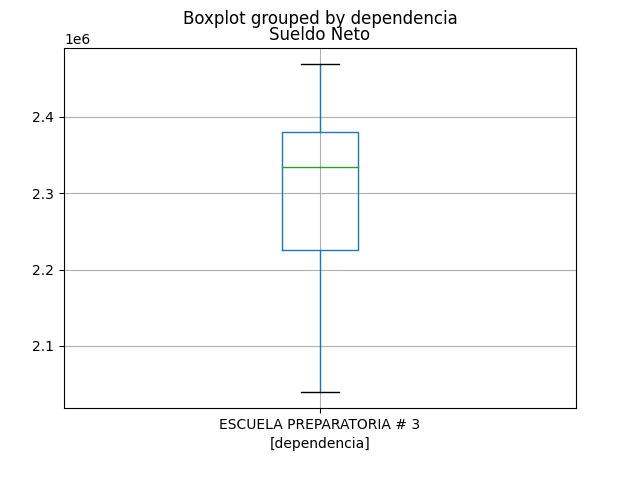 Boxplot grouped by dependencia
Sueldo Neto
1e6
2.4
2.3
2.2
2.1
ESCUELA PREPARATORIA # 3
[dependencia]